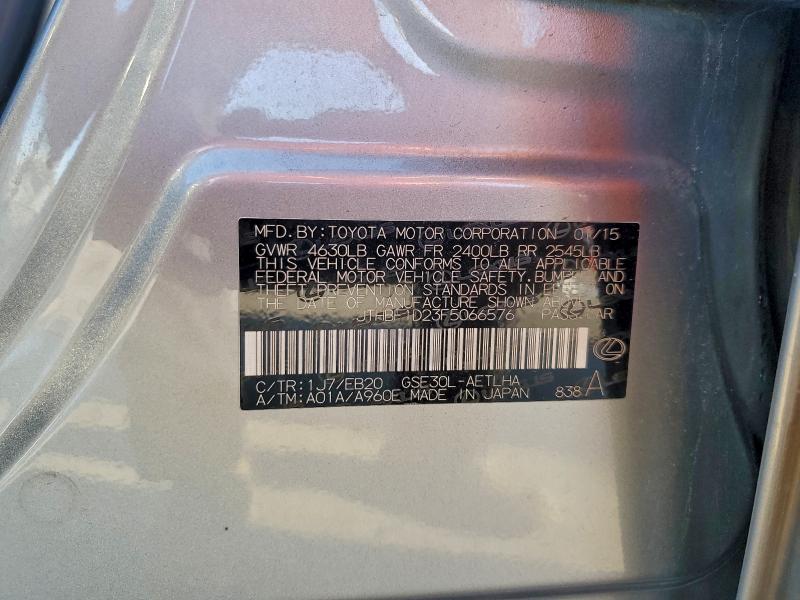 MFD. BY: TOYOTA MOTOR CORPORATION 01/15
GVWR 4630LB GAWR FR 2400LB RR 2545LB
THIS VEHICLE CONFORMS TO ALL APPLICABLE
FEDERAL MOTOR VEHICLE SAFETY, BUMPER, AND
THEFT PREVENTION STANDARDS IN EFFECT ON
THE DATE OF MANUFACTURE SHOWN ABOVE.
JTHBF1D23F5066576 PASS. CAR
C/TR: 1J7/EB20 GSE30L-AETLHA
A/TM: A01A/A960E MADE IN JAPAN 838 A